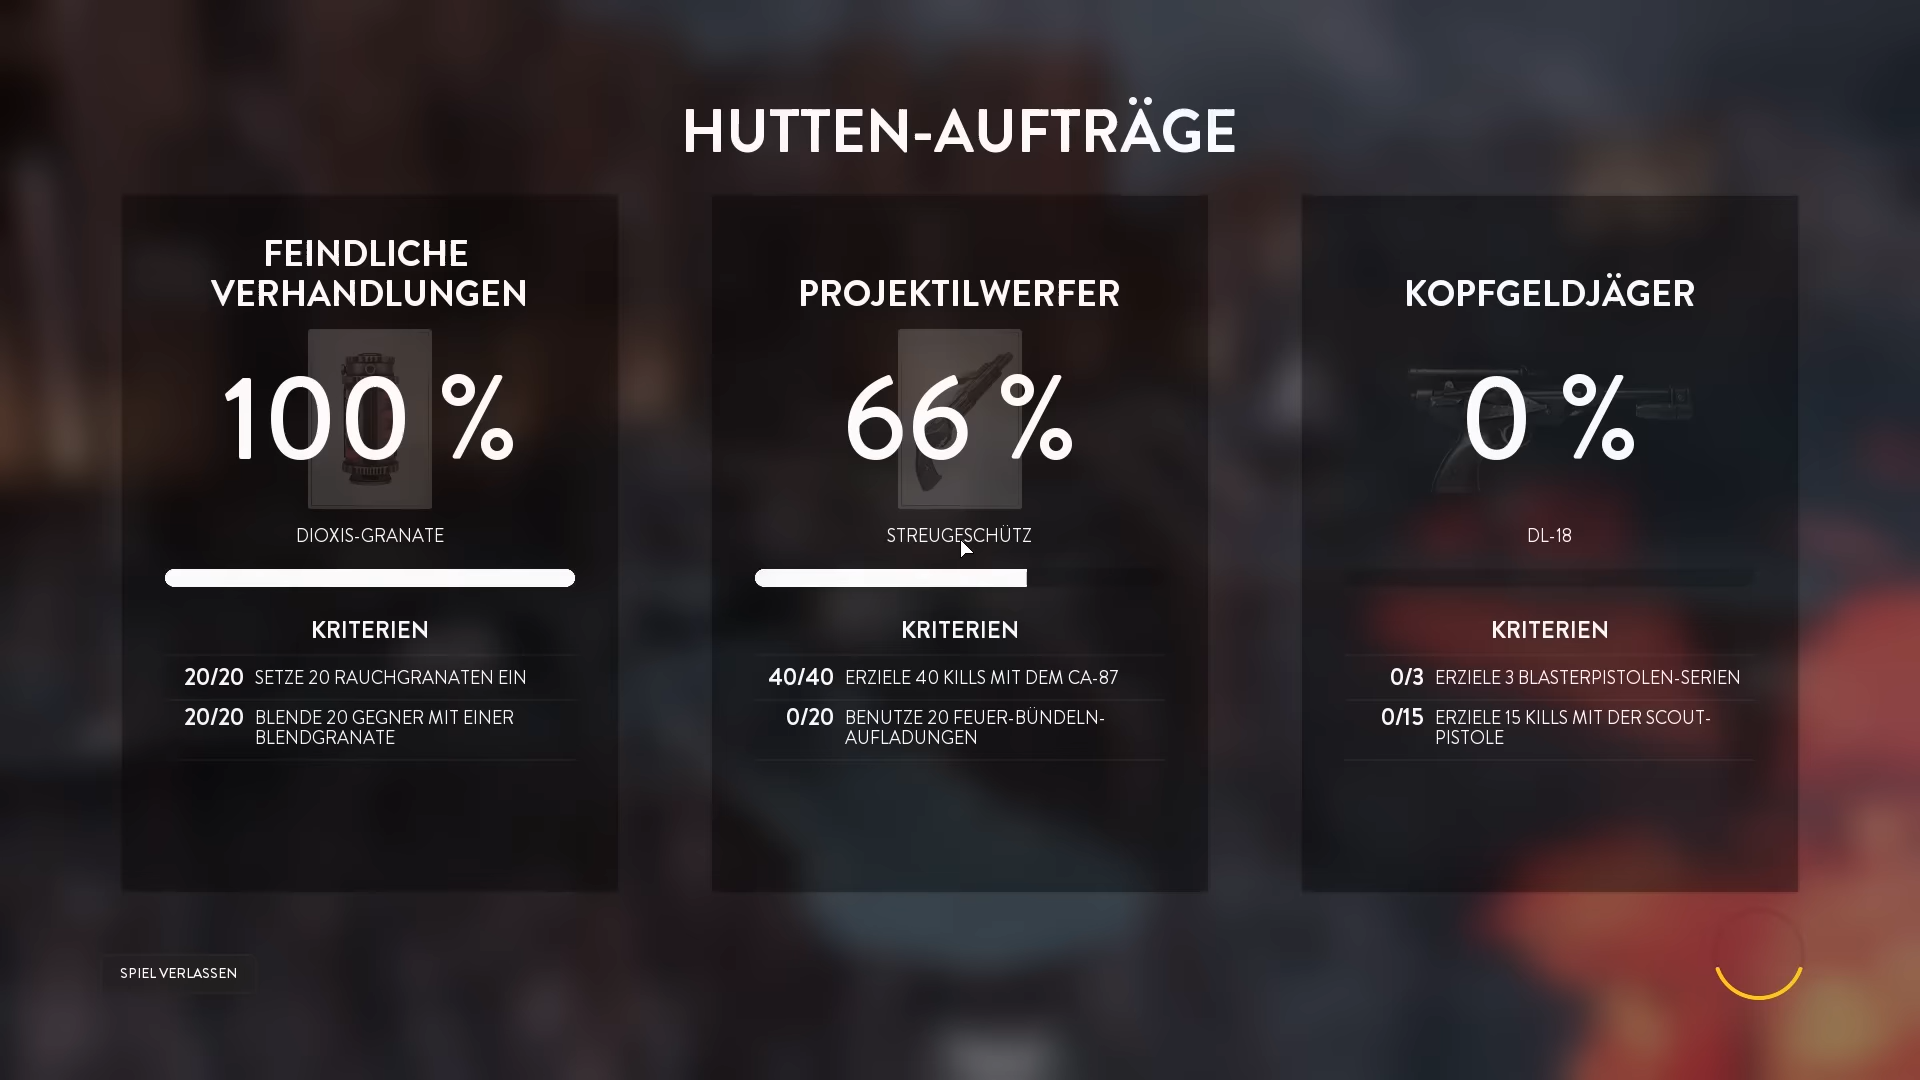 HUTTEN-AUFTRÄGE
FEINDLICHE
VERHANDLUNGEN
100 %
DIOXIS-GRANATE
KRITERIEN
20/20 SETZE 20 RAUCHGRANATEN EIN
20/20 BLENDE 20 GEGNER MIT EINER
BLENDGRANATE
PROJEKTILWERFER
66 %
STREUGESCHÜTZ
KRITERIEN
40/40 ERZIELE 40 KILLS MIT DEM CA-87
0/20 BENUTZE 20 FEUER-BÜNDELN-
AUFLADUNGEN
KOPFGELDJÄGER
0 %
DL-18
KRITERIEN
0/3 ERZIELE 3 BLASTERPISTOLEN-SERIEN
0/15 ERZIELE 15 KILLS MIT DER SCOUT-
PISTOLE
SPIEL VERLASSEN